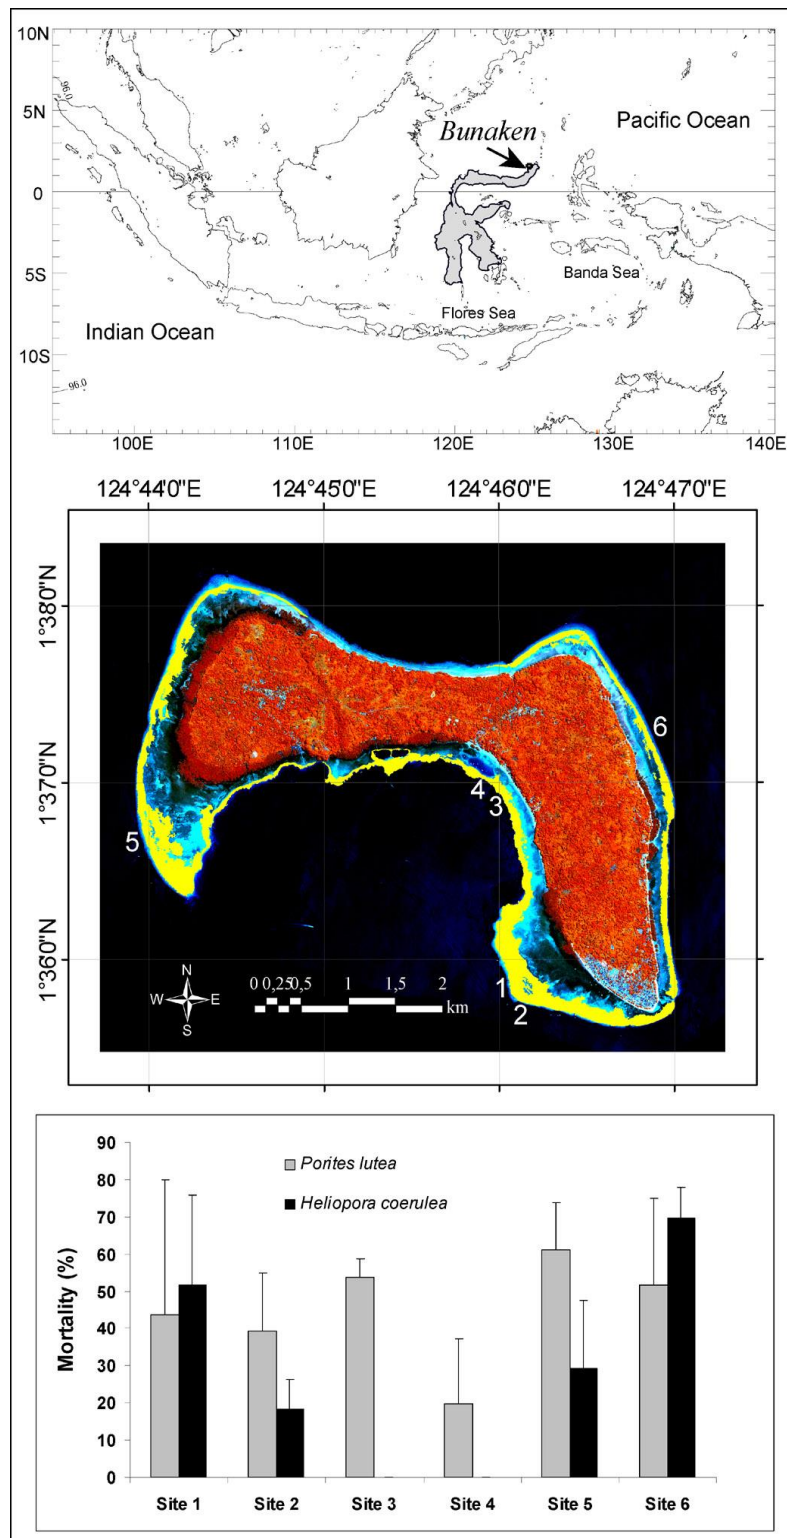 10N
5N
0
5S
10S
96.0
96.0
Bunaken
Pacific Ocean
Banda Sea
Flores Sea
Indian Ocean
100E 110E 120E 130E 140E
124°44'0"E 124°45'0"E 124°46'0"E 124°47'0"E
1°38'0"N
1°37'0"N
1°36'0"N
6
4
3
5
1
2
N
W E
S
0 0,25 0,5 1 1,5 2
km
Mortality (%)
90
80
70
60
50
40
30
20
10
0
Porites lutea
Heliopora coerulea
Site 1 Site 2 Site 3 Site 4 Site 5 Site 6